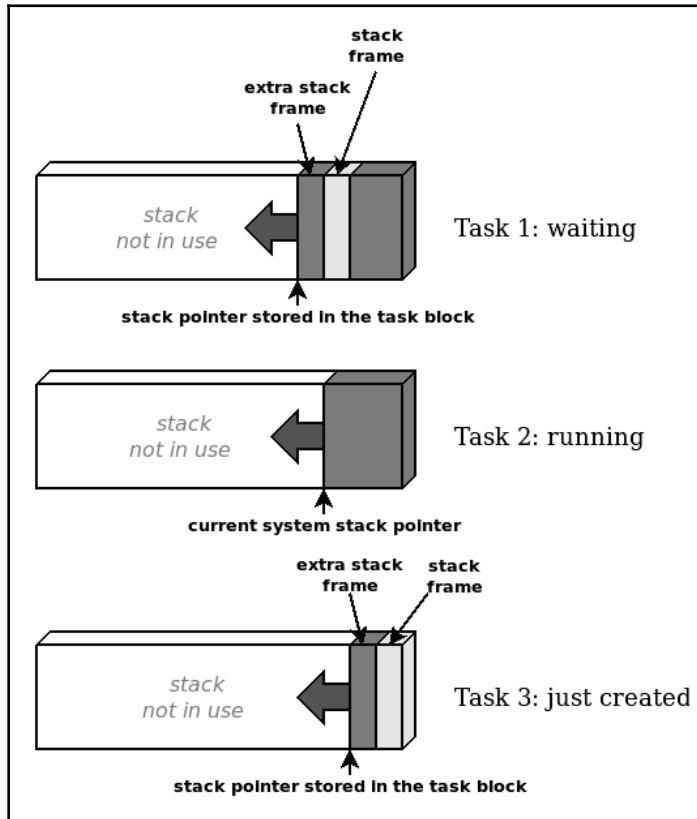 stack
frame
extra stack
frame
stack
not in use
Task 1: waiting
stack pointer stored in the task block
stack
not in use
Task 2: running
current system stack pointer
extra stack
frame
stack
frame
stack
not in use
Task 3: just created
stack pointer stored in the task block